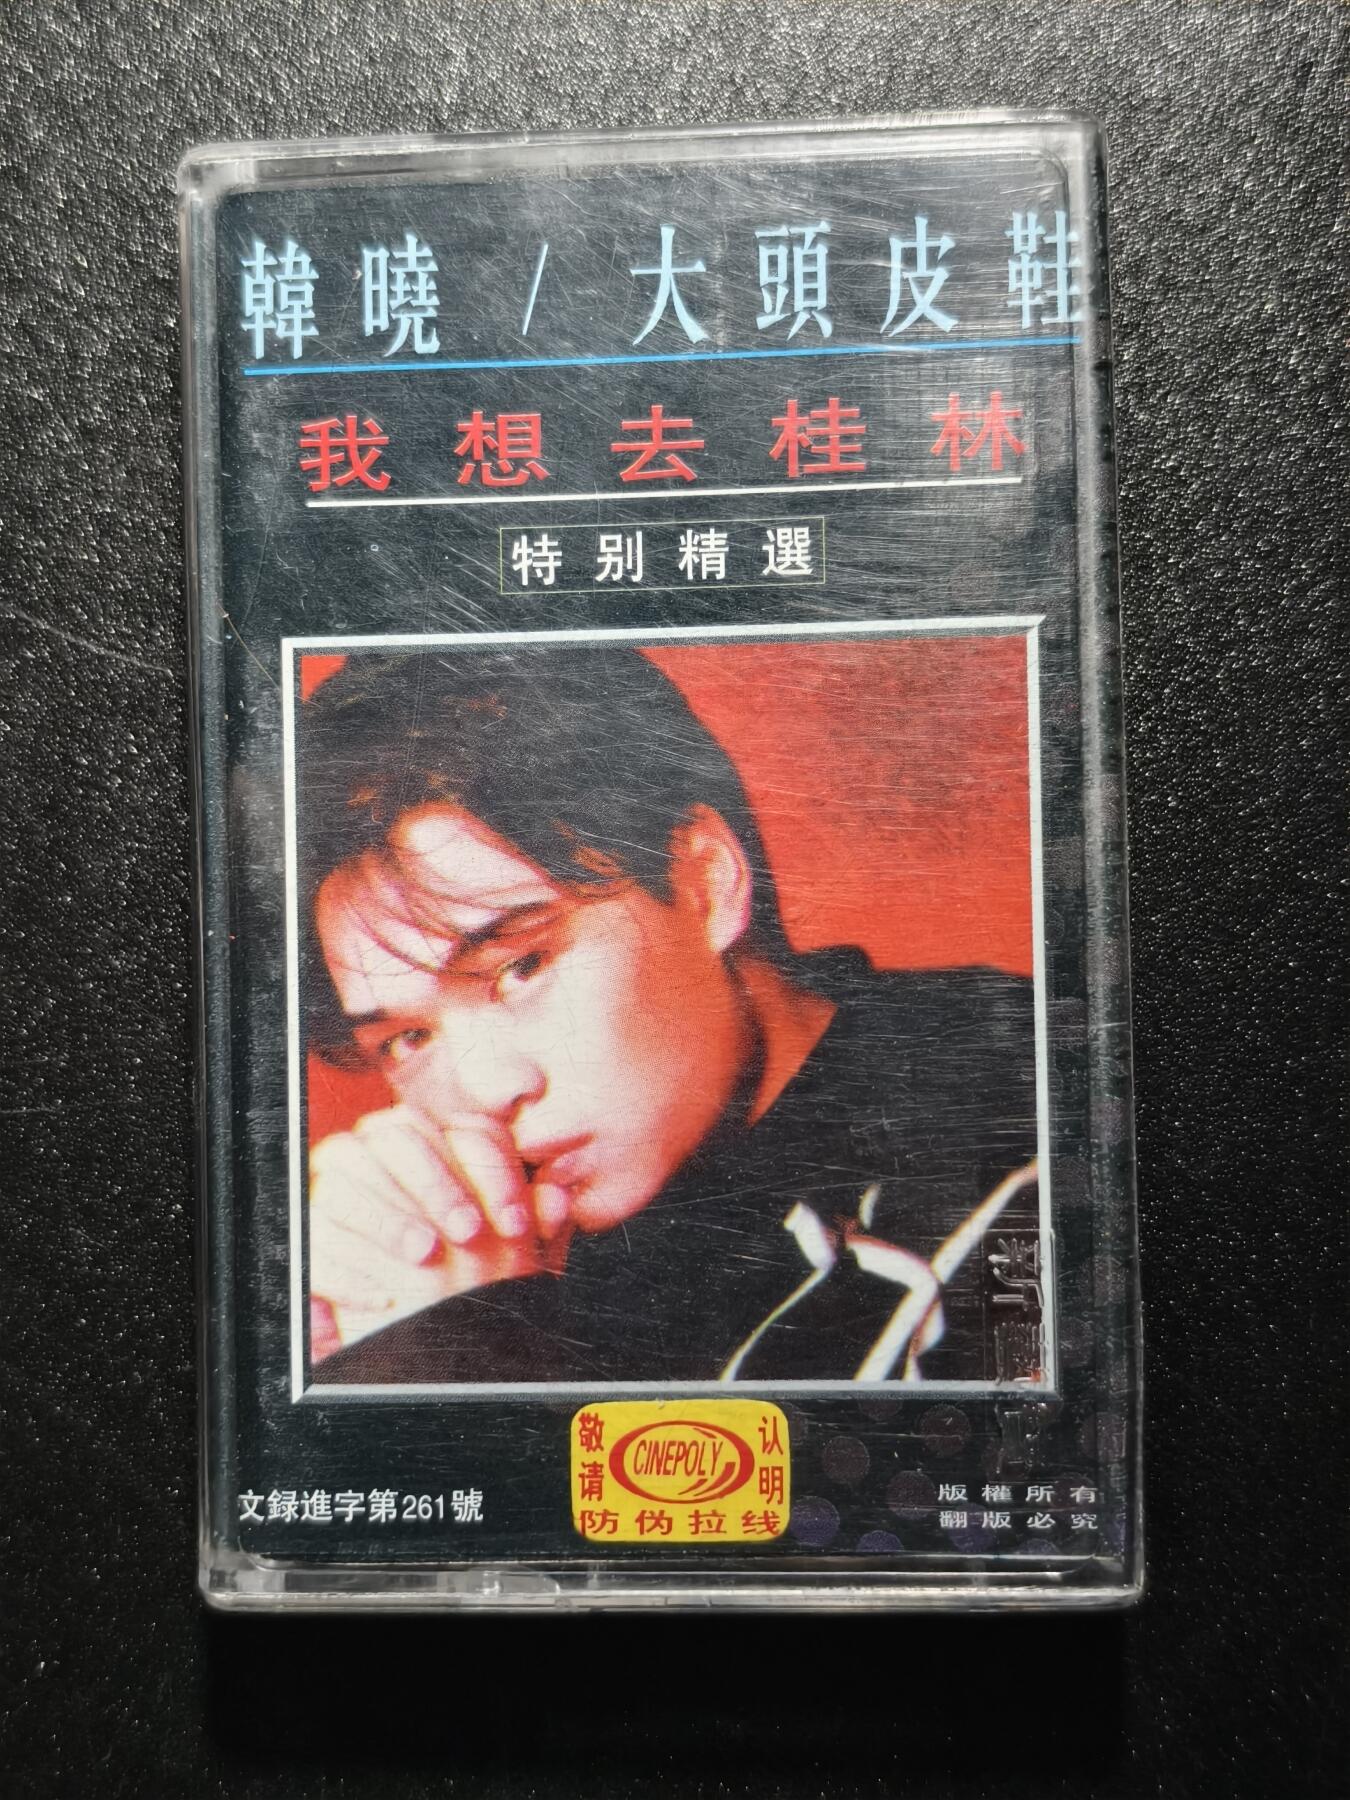 韓曉 / 大頭皮鞋
我想去桂林
特别精選
敬请认明
CINEPOLY
防伪拉线
文録進字第261號
版權所有
翻版必究